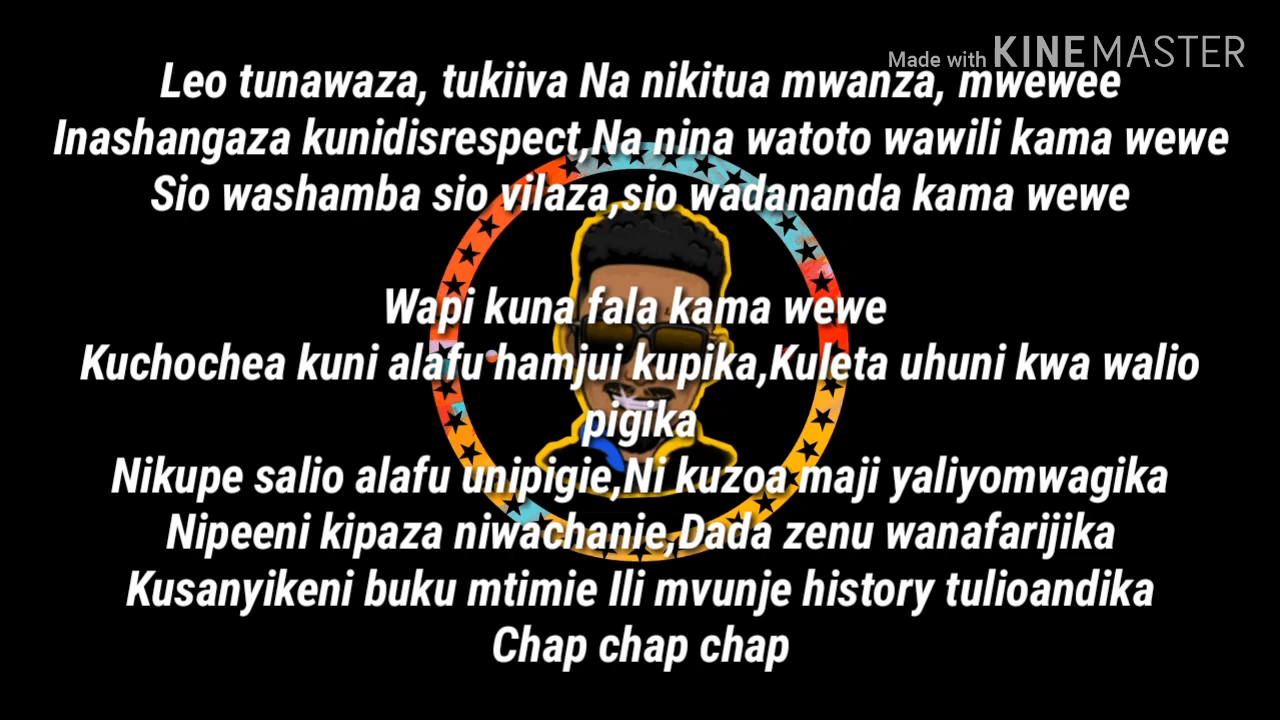 Made with KINEMASTER
Leo tunawaza, tukiiva Na nikitua mwanza, mwewee
Inashangaza kunidisrespect,Na nina watoto wawili kama wewe
Sio washamba sio vilaza,sio wadananda kama wewe
Wapi kuna fala kama wewe
Kuchochea kuni alafu hamjui kupika,Kuleta uhuni kwa walio
pigika
Nikupe salio alafu unipigie,Ni kuzoa maji yaliyomwagika
Nipeeni kipaza niwachanie,Dada zenu wanafarijika
Kusanyikeni buku mtimie Ili mvunje history tulioandika
Chap chap chap